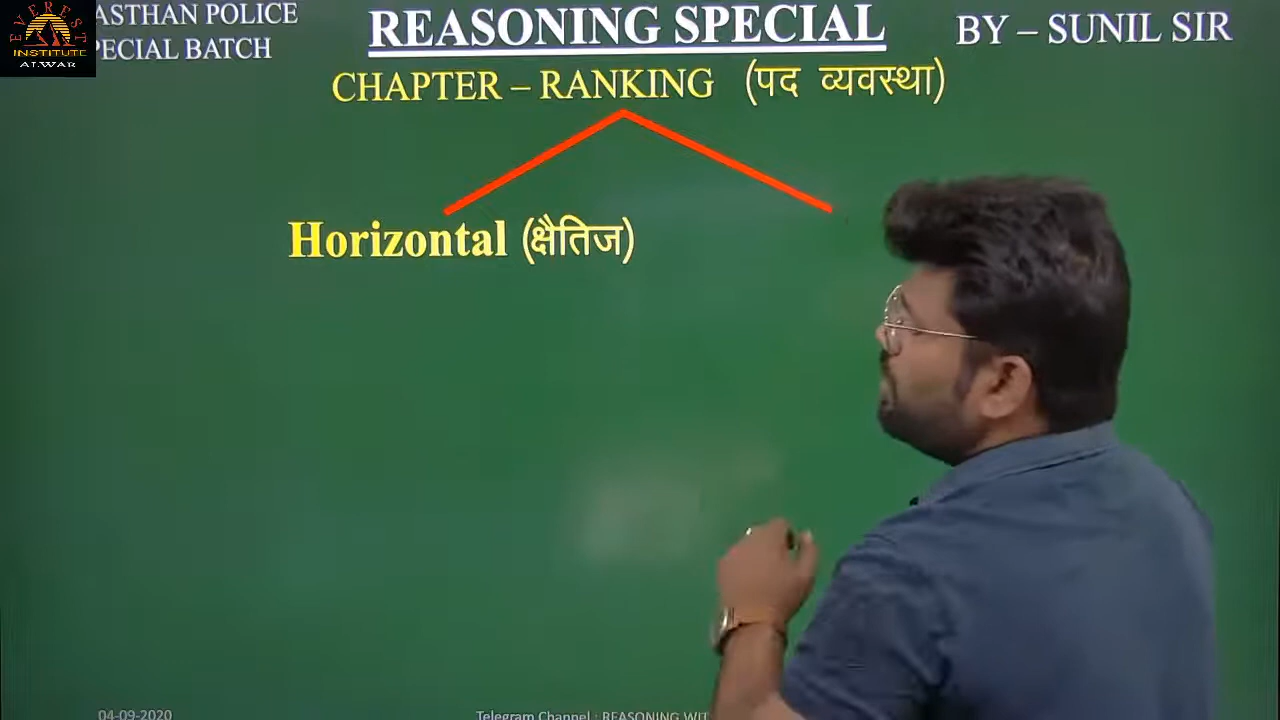 EVEREST
INSTITUTE
ALWAR
ASTHAN POLICE
PECIAL BATCH
REASONING SPECIAL
BY – SUNIL SIR
CHAPTER – RANKING (पद व्यवस्था)
Horizontal (क्षैतिज)
04-09-2020
Telegram Channel : REASONING WIT